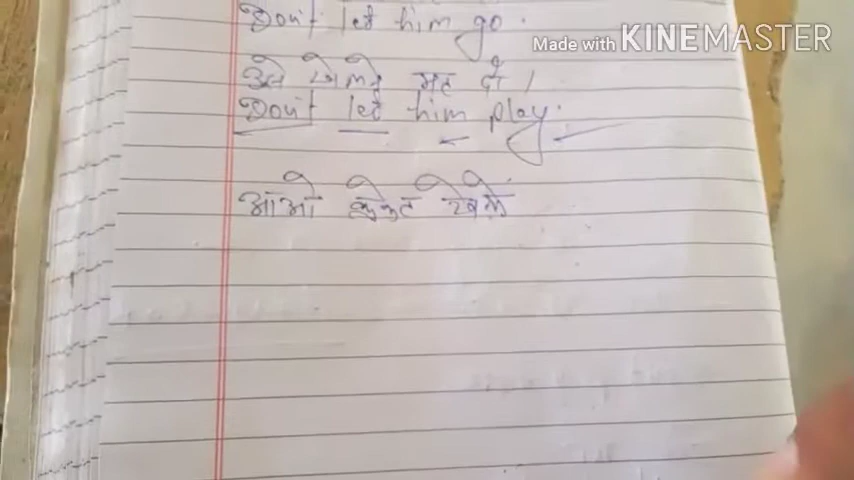 Don't let him go.
Made with KINEMASTER
उसे खेलने मत दो।
Don't let him play.
आओ